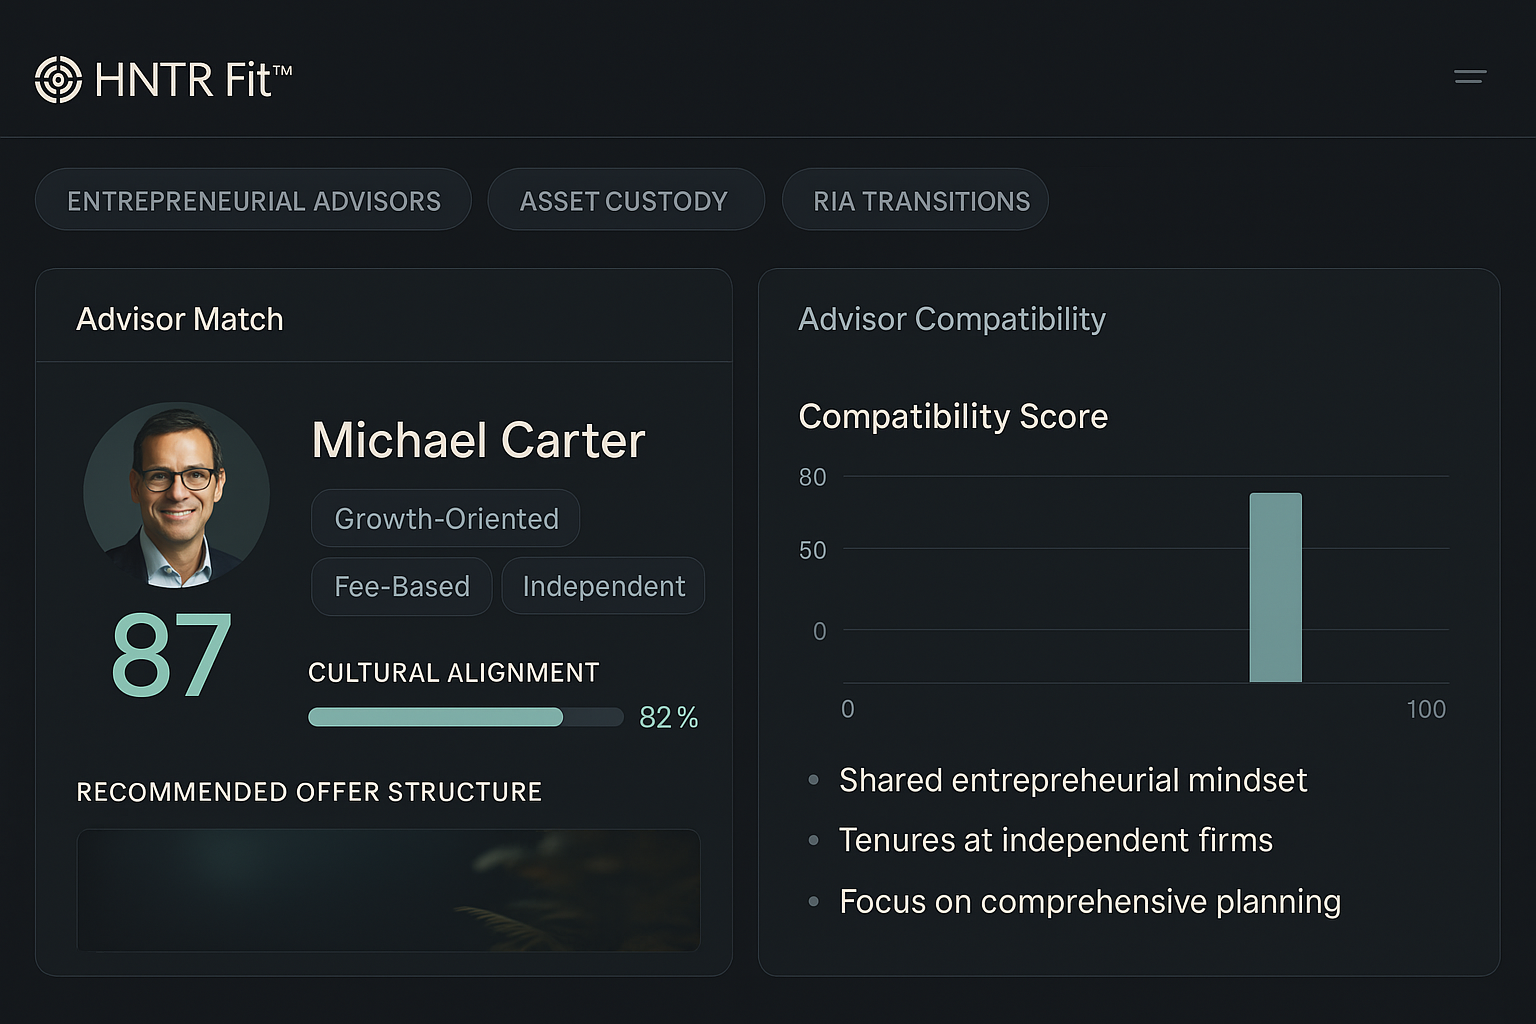 HNTR Fit™
ENTREPRENEURIAL ADVISORS
ASSET CUSTODY
RIA TRANSITIONS
Advisor Match
Michael Carter
Growth-Oriented
Fee-Based
Independent
87
CULTURAL ALIGNMENT
82%
RECOMMENDED OFFER STRUCTURE
Advisor Compatibility
Compatibility Score
80
50
0
0
100
• Shared entrepreheurial mindset
• Tenures at independent firms
• Focus on comprehensive planning